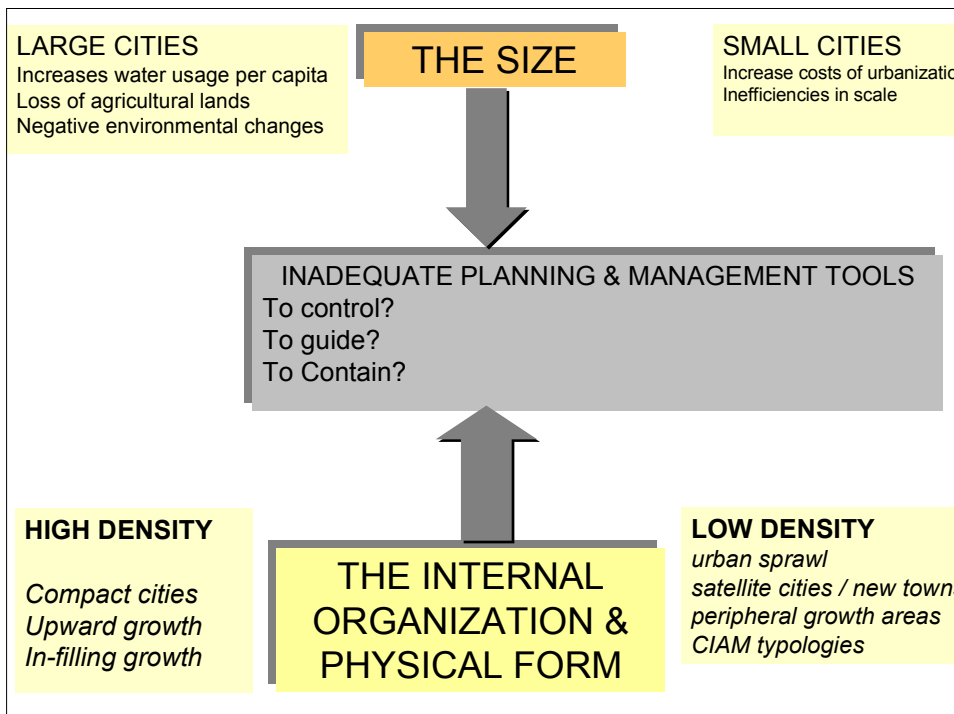 LARGE CITIES
Increases water usage per capita
Loss of agricultural lands
Negative environmental changes
THE SIZE
SMALL CITIES
Increase costs of urbanizatio
Inefficiencies in scale
INADEQUATE PLANNING & MANAGEMENT TOOLS
To control?
To guide?
To Contain?
HIGH DENSITY
Compact cities
Upward growth
In-filling growth
THE INTERNAL
ORGANIZATION &
PHYSICAL FORM
LOW DENSITY
urban sprawl
satellite cities / new town
peripheral growth areas
CIAM typologies